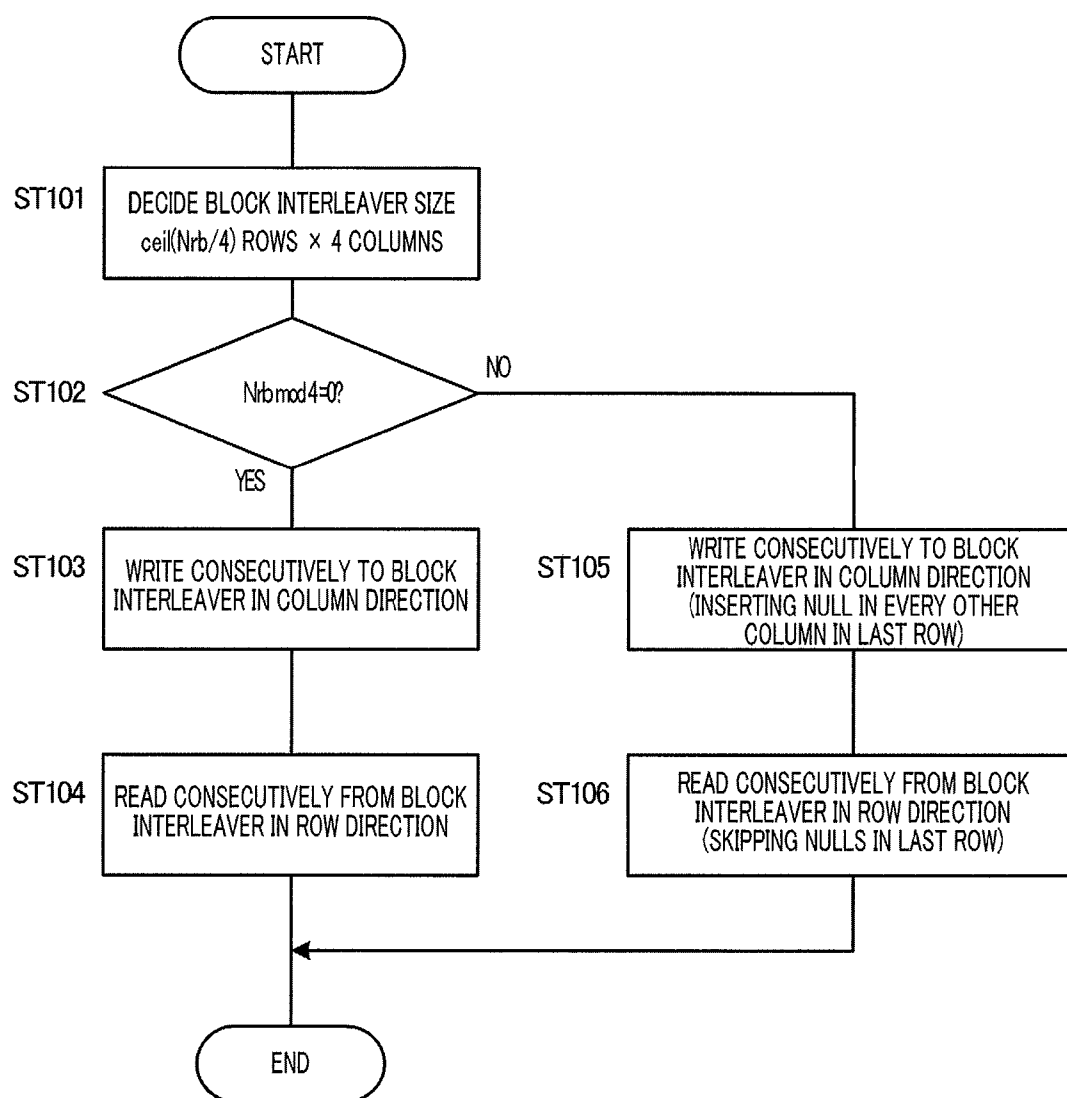 START
ST101
DECIDE BLOCK INTERLEAVER SIZE
ceil(Nrb/4) ROWS × 4 COLUMNS
ST102
Nrb mod 4=0?
NO
YES
ST103
WRITE CONSECUTIVELY TO BLOCK
INTERLEAVER IN COLUMN DIRECTION
ST105
WRITE CONSECUTIVELY TO BLOCK
INTERLEAVER IN COLUMN DIRECTION
(INSERTING NULL IN EVERY OTHER
COLUMN IN LAST ROW)
ST104
READ CONSECUTIVELY FROM BLOCK
INTERLEAVER IN ROW DIRECTION
ST106
READ CONSECUTIVELY FROM BLOCK
INTERLEAVER IN ROW DIRECTION
(SKIPPING NULLS IN LAST ROW)
END